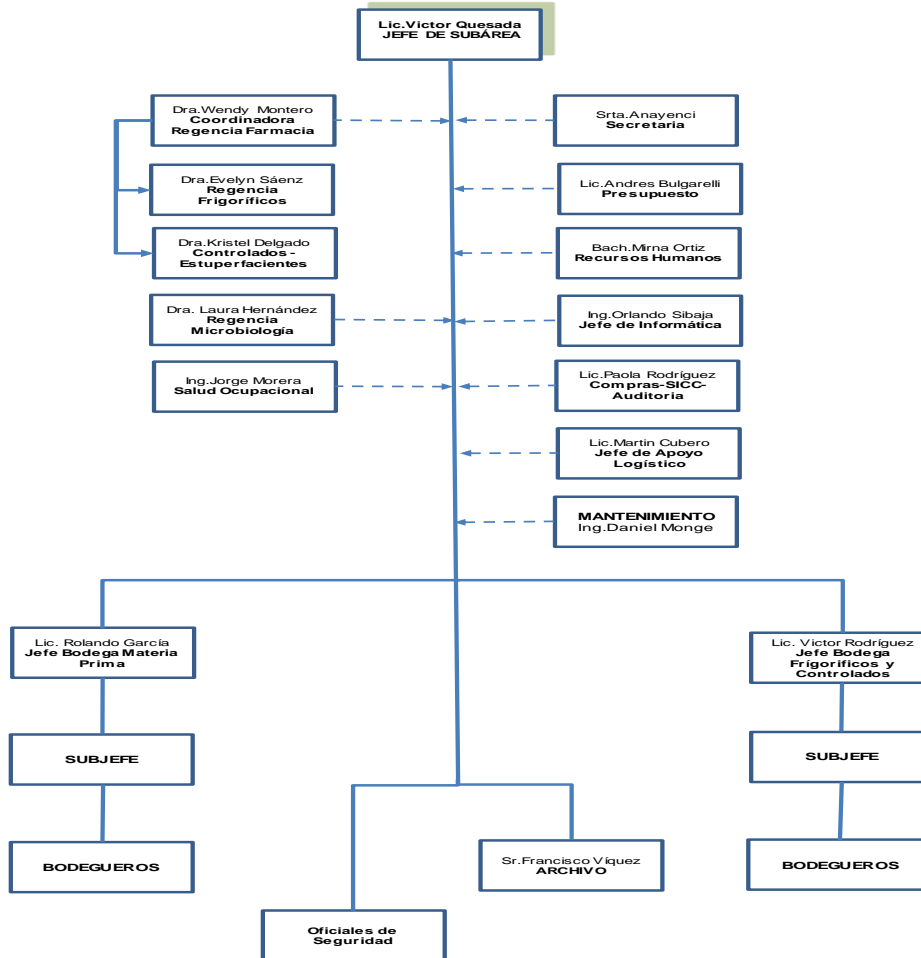 Lic.Victor Quesada
JEFE DE SUBÁREA
Dra.Wendy Montero
Coordinadora
Regencia Farmacia
Srta.Anayenci
Secretaria
Dra.Evelyn Sáenz
Regencia
Frigoríficos
Lic.Andres Bulgarelli
Presupuesto
Dra.Kristel Delgado
Controlados -
Estuperfacientes
Bach.Mirna Ortiz
Recursos Humanos
Dra. Laura Hernández
Regencia
Microbiología
Ing.Orlando Sibaja
Jefe de Informática
Ing.Jorge Morera
Salud Ocupacional
Lic.Paola Rodríguez
Compras-SICC-
Auditoria
Lic.Martin Cubero
Jefe de Apoyo
Logístico
MANTENIMIENTO
Ing.Daniel Monge
Lic. Rolando García
Jefe Bodega Materia
Prima
Lic. Victor Rodríguez
Jefe Bodega
Frígoríficos y
Controlados
SUBJEFE
SUBJEFE
BODEGUEROS
Sr.Francisco Víquez
ARCHIVO
BODEGUEROS
Oficiales de
Seguridad